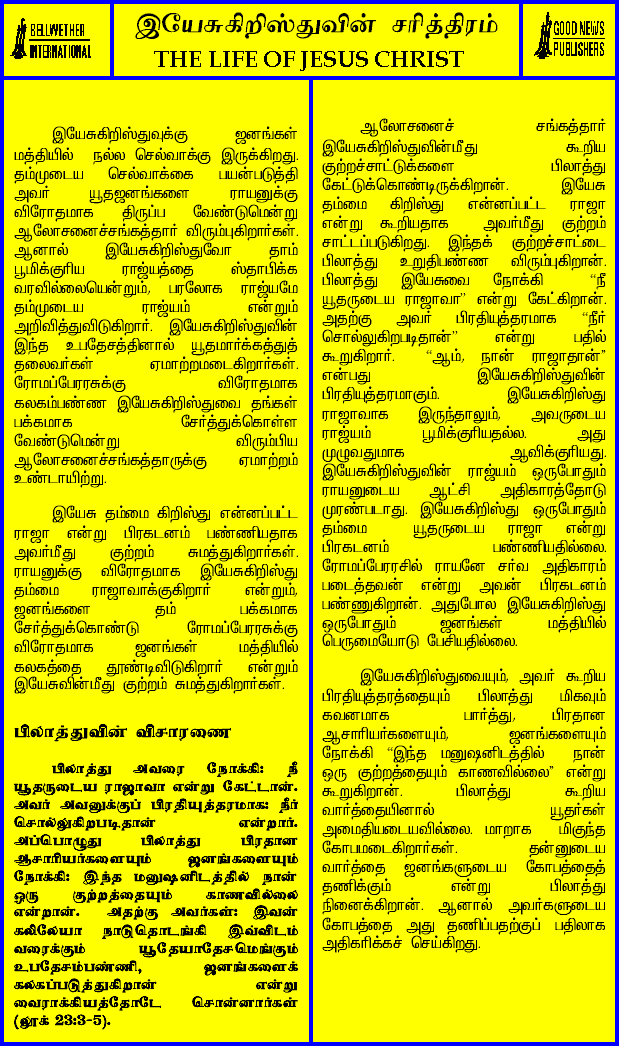 BELLWETHER
INTERNATIONAL
இயேசுகிறிஸ்துவின் சரித்திரம்
THE LIFE OF JESUS CHRIST
GOOD NEWS
PUBLISHERS
இயேசுகிறிஸ்துவுக்கு ஜனங்கள்
மத்தியில் நல்ல செல்வாக்கு இருக்கிறது.
தம்முடைய செல்வாக்கை பயன்படுத்தி
அவர் யூதஜனங்களை ராயனுக்கு
விரோதமாக திருப்ப வேண்டுமென்று
ஆலோசனைச்சங்கத்தார் விரும்புகிறார்கள்.
ஆனால் இயேசுகிறிஸ்துவோ தாம்
பூமிக்குரிய ராஜ்யத்தை ஸ்தாபிக்க
வரவில்லையென்றும், பரலோக ராஜ்யமே
தம்முடைய ராஜ்யம் என்றும்
அறிவித்துவிடுகிறார். இயேசுகிறிஸ்துவின்
இந்த உபதேசத்தினால் யூதமார்க்கத்துத்
தலைவர்கள் ஏமாற்றமடைகிறார்கள்.
ரோமப்பேரரசுக்கு விரோதமாக
கலகம்பண்ண இயேசுகிறிஸ்துவை தங்கள்
பக்கமாக சேர்த்துக்கொள்ள
வேண்டுமென்று விரும்பிய
ஆலோசனைச்சங்கத்தாருக்கு ஏமாற்றம்
உண்டாயிற்று.
இயேசு தம்மை கிறிஸ்து என்னப்பட்ட
ராஜா என்று பிரகடனம் பண்ணியதாக
அவர்மீது குற்றம் சுமத்துகிறார்கள்.
ராயனுக்கு விரோதமாக இயேசுகிறிஸ்து
தம்மை ராஜாவாக்குகிறார் என்றும்,
ஜனங்களை தம் பக்கமாக
சேர்த்துக்கொண்டு ரோமப்பேரரசுக்கு
விரோதமாக ஜனங்கள் மத்தியில்
கலகத்தை தூண்டிவிடுகிறார் என்றும்
இயேசுவின்மீது குற்றம் சுமத்துகிறார்கள்.
பிலாத்துவின் விசாரணை
பிலாத்து அவரை நோக்கி: நீ
யூதருடைய ராஜாவா என்று கேட்டான்.
அவர் அவனுக்குப் பிரதியுத்தரமாக: நீர்
சொல்லுகிறபடிதான் என்றார்.
அப்பொழுது பிலாத்து பிரதான
ஆசாரியர்களையும் ஜனங்களையும்
நோக்கி: இந்த மனுஷனிடத்தில் நான்
ஒரு குற்றத்தையும் காணவில்லை
என்றான். அதற்கு அவர்கள்: இவன்
கலிலேயா நாடுதொடங்கி இவ்விடம்
வரைக்கும் யூதேயாதேசமெங்கும்
உபதேசம்பண்ணி, ஜனங்களைக்
கலகப்படுத்துகிறான் என்று
வைராக்கியத்தோடே சொன்னார்கள்
(லூக் 23:3-5).
ஆலோசனைச் சங்கத்தார்
இயேசுகிறிஸ்துவின்மீது கூறிய
குற்றச்சாட்டுக்களை பிலாத்து
கேட்டுக்கொண்டிருக்கிறான். இயேசு
தம்மை கிறிஸ்து என்னப்பட்ட ராஜா
என்று கூறியதாக அவர்மீது குற்றம்
சாட்டப்படுகிறது. இந்தக் குற்றச்சாட்டை
பிலாத்து உறுதிபண்ண விரும்புகிறான்.
பிலாத்து இயேசுவை நோக்கி “நீ
யூதருடைய ராஜாவா” என்று கேட்கிறான்.
அதற்கு அவர் பிரதியுத்தரமாக “நீர்
சொல்லுகிறபடிதான்” என்று பதில்
கூறுகிறார். “ஆம், நான் ராஜாதான்”
என்பது இயேசுகிறிஸ்துவின்
பிரதியுத்தரமாகும். இயேசுகிறிஸ்து
ராஜாவாக இருந்தாலும், அவருடைய
ராஜ்யம் பூமிக்குரியதல்ல. அது
முழுவதுமாக ஆவிக்குரியது.
இயேசுகிறிஸ்துவின் ராஜ்யம் ஒருபோதும்
ராயனுடைய ஆட்சி அதிகாரத்தோடு
முரண்படாது. இயேசுகிறிஸ்து ஒருபோதும்
தம்மை யூதருடைய ராஜா என்று
பிரகடனம் பண்ணியதில்லை.
ரோமப்பேரரசில் ராயனே சர்வ அதிகாரம்
படைத்தவன் என்று அவன் பிரகடனம்
பண்ணுகிறான். அதுபோல இயேசுகிறிஸ்து
ஒருபோதும் ஜனங்கள் மத்தியில்
பெருமையோடு பேசியதில்லை.
இயேசுகிறிஸ்துவையும், அவர் கூறிய
பிரதியுத்தரத்தையும் பிலாத்து மிகவும்
கவனமாக பார்த்து, பிரதான
ஆசாரியர்களையும், ஜனங்களையும்
நோக்கி “இந்த மனுஷனிடத்தில் நான்
ஒரு குற்றத்தையும் காணவில்லை” என்று
கூறுகிறான். பிலாத்து கூறிய
வார்த்தையினால் யூதர்கள்
அமைதியடையவில்லை. மாறாக மிகுந்த
கோபமடைகிறார்கள். தன்னுடைய
வார்த்தை ஜனங்களுடைய கோபத்தைத்
தணிக்கும் என்று பிலாத்து
நினைக்கிறான். ஆனால் அவர்களுடைய
கோபத்தை அது தணிப்பதற்குப் பதிலாக
அதிகரிக்கச் செய்கிறது.